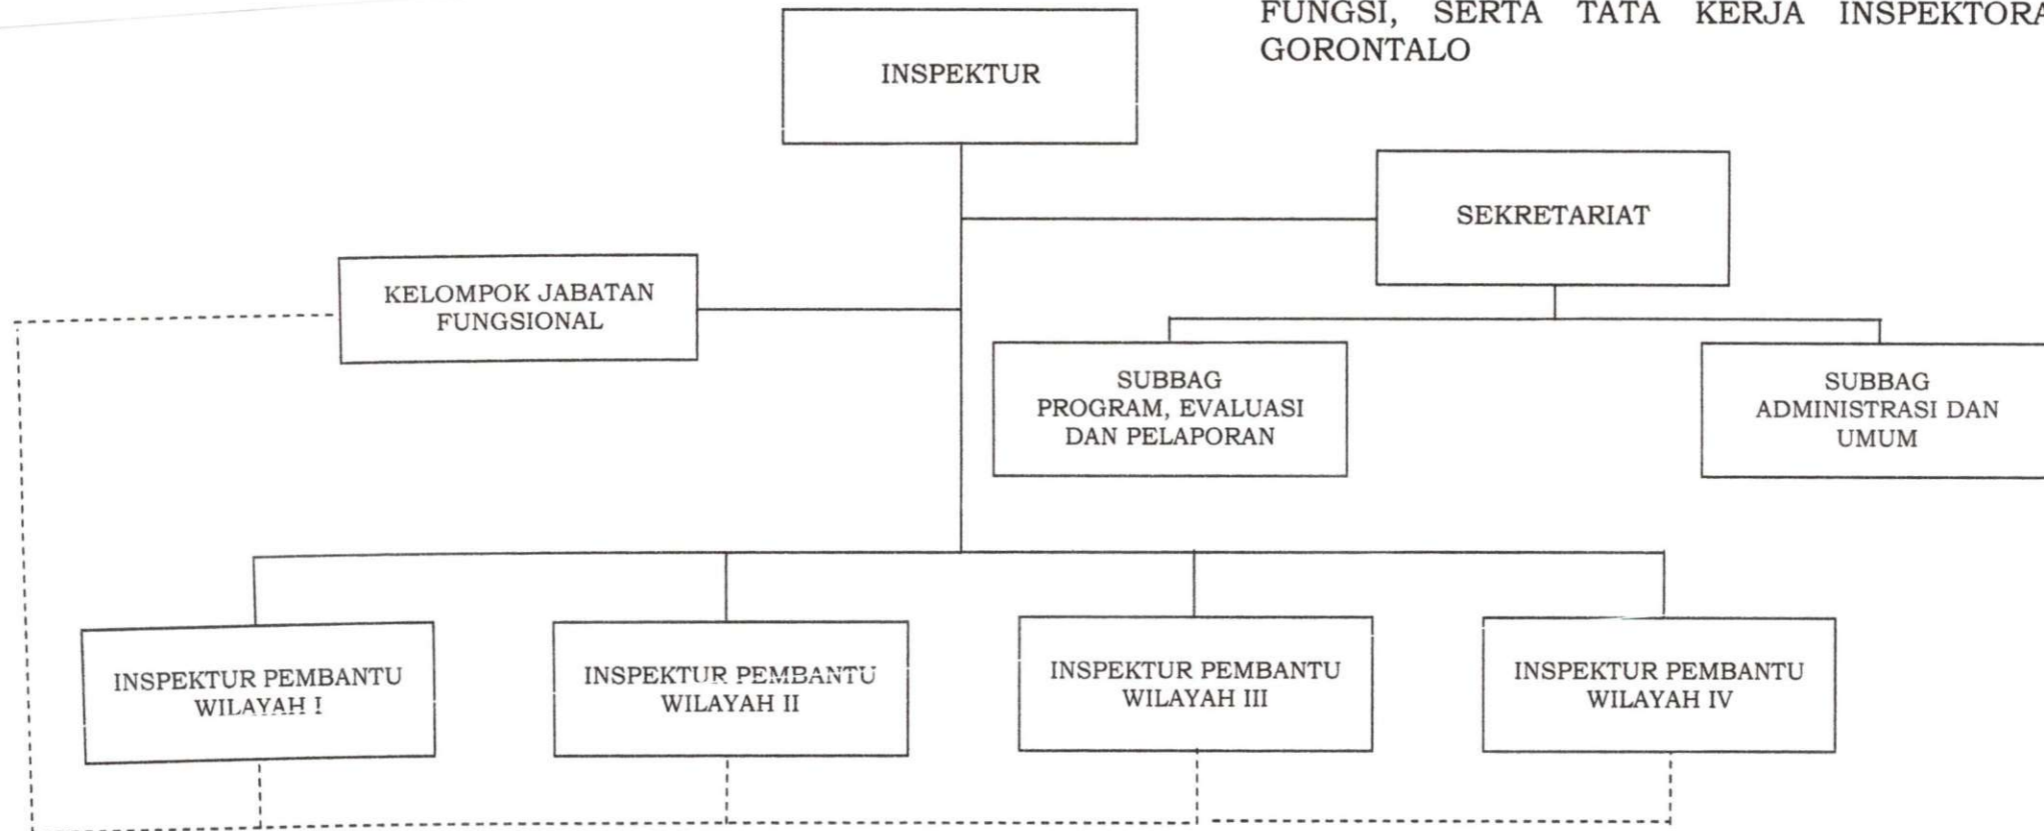 FUNGSI, SERTA TATA KERJA INSPEKTORA
GORONTALO
INSPEKTUR
SEKRETARIAT
KELOMPOK JABATAN
FUNGSIONAL
SUBBAG
PROGRAM, EVALUASI
DAN PELAPORAN
SUBBAG
ADMINISTRASI DAN
UMUM
INSPEKTUR PEMBANTU
WILAYAH I
INSPEKTUR PEMBANTU
WILAYAH II
INSPEKTUR PEMBANTU
WILAYAH III
INSPEKTUR PEMBANTU
WILAYAH IV